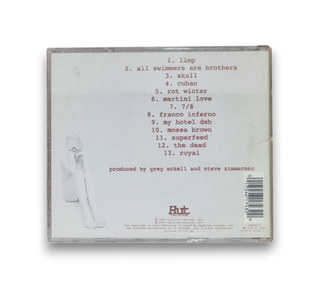 1. limp
2. all swimmers are brothers
3. skull
4. cuban
5. rot winter
6. martini love
7. 7/8
8. franco inferno
9. my hotel deb
10. moses brown
11. superfeed
12. the dead
13. royal
produced by greg ackell and steve zimmerman
Hut